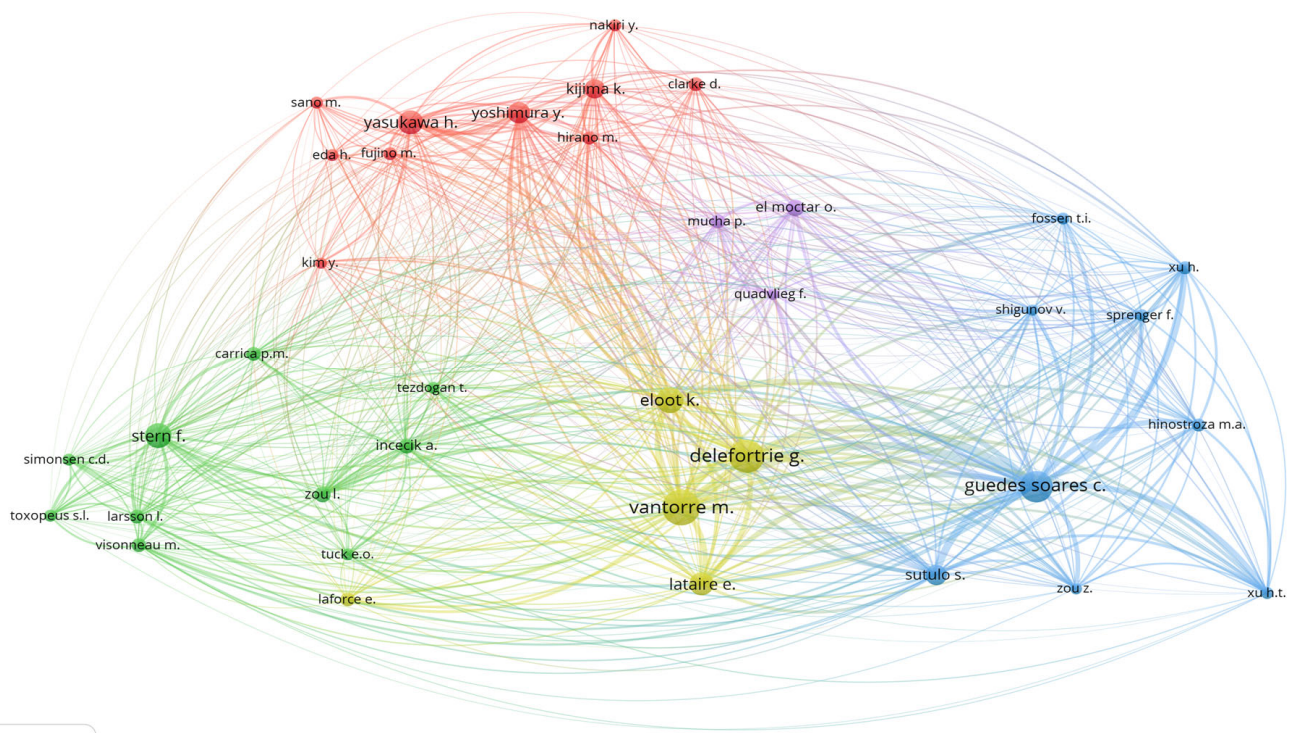 nakiri y.
kijima k.
clarke d.
sano m.
yasukawa h.
yoshimura y.
hirano m.
eda h.
fujino m.
mucha p.
el moctar o.
fossen t.i.
kim y.
xu h.
quadvlieg f.
shigunov v.
sprenger f.
carrica p.m.
tezdogan t.
eloot k.
stern f.
incecik a.
hinostroza m.a.
simonsen c.d.
delefortrie g.
zou l.
guedes soares c.
toxopeus s.l.
larsson l.
vantorre m.
visonneau m.
tuck e.o.
lataire e.
sutulo s.
zou z.
xu h.t.
laforce e.